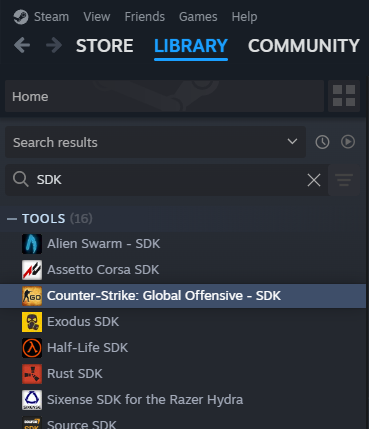 Steam View Friends Games Help
STORE LIBRARY COMMUNITY
Home
Search results
SDK
TOOLS (16)
Alien Swarm - SDK
Assetto Corsa SDK
Counter-Strike: Global Offensive - SDK
Exodus SDK
Half-Life SDK
Rust SDK
Sixense SDK for the Razer Hydra
Source SDK